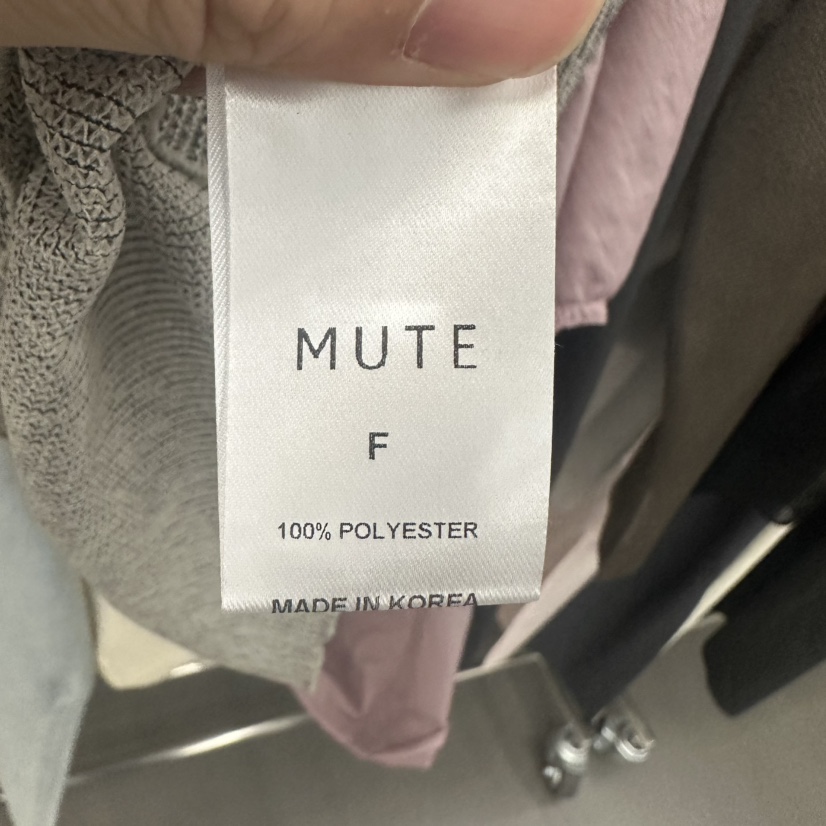 MUTE
F
100% POLYESTER
MADE IN KOREA